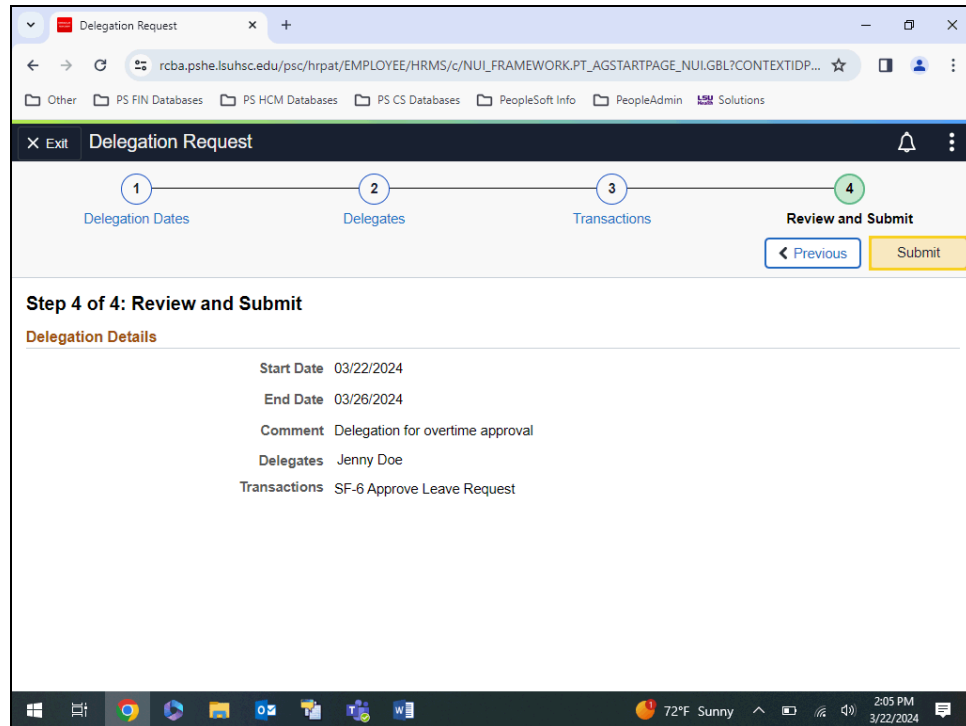 Delegation Request
rcba.pshe.lsuhsc.edu/psc/hrpat/EMPLOYEE/HRMS/c/NUI_FRAMEWORK.PT_AGSTARTPAGE_NUI.GBL?CONTEXTIDP...
Other PS FIN Databases PS HCM Databases PS CS Databases PeopleSoft Info PeopleAdmin LSU Health Solutions
Exit Delegation Request
1 2 3 4
Delegation Dates Delegates Transactions Review and Submit
Previous Submit
Step 4 of 4: Review and Submit
Delegation Details
Start Date 03/22/2024
End Date 03/26/2024
Comment Delegation for overtime approval
Delegates Jenny Doe
Transactions SF-6 Approve Leave Request
72°F Sunny 2:05 PM
3/22/2024